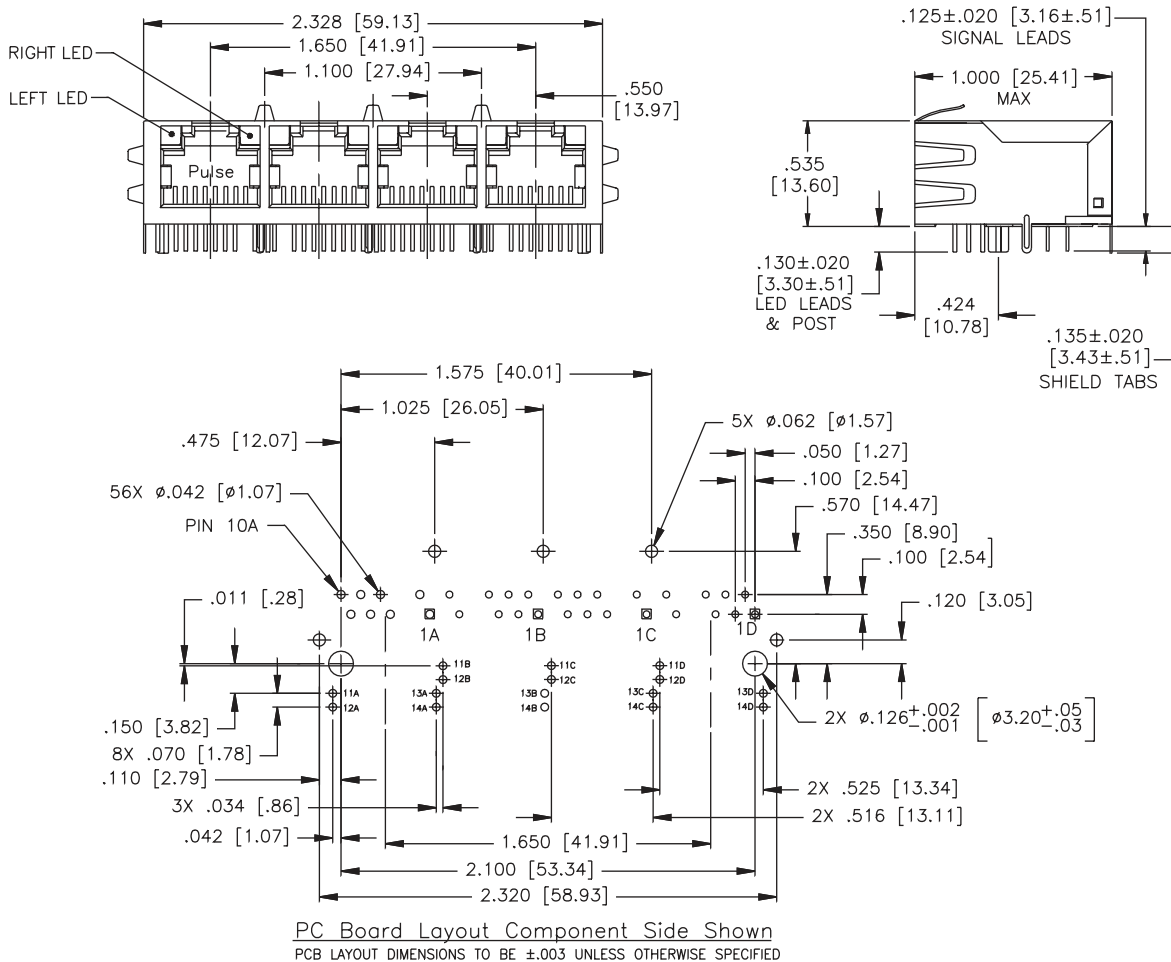 2.328 [59.13]
1.650 [41.91]
1.100 [27.94]
.550
[13.97]
RIGHT LED
LEFT LED
Pulse
.125±.020 [3.16±.51]
SIGNAL LEADS
1.000 [25.41]
MAX
.535
[13.60]
.130±.020
[3.30±.51]
LED LEADS
& POST
.424
[10.78]
.135±.020
[3.43±.51]
SHIELD TABS
1.575 [40.01]
1.025 [26.05]
.475 [12.07]
56X ø.042 [ø1.07]
PIN 10A
5X ø.062 [ø1.57]
.050 [1.27]
.100 [2.54]
.570 [14.47]
.350 [8.90]
.100 [2.54]
.120 [3.05]
.011 [.28]
1A
1B
1C
1D
11B
12B
11C
12C
11D
12D
11A
12A
13A
14A
13B
14B
13C
14C
13D
14D
2X ø.126+.002 -.001 [ø3.20+.05 -.03]
.150 [3.82]
8X .070 [1.78]
.110 [2.79]
3X .034 [.86]
.042 [1.07]
2X .525 [13.34]
2X .516 [13.11]
1.650 [41.91]
2.100 [53.34]
2.320 [58.93]
PC Board Layout Component Side Shown
PCB LAYOUT DIMENSIONS TO BE ±.003 UNLESS OTHERWISE SPECIFIED